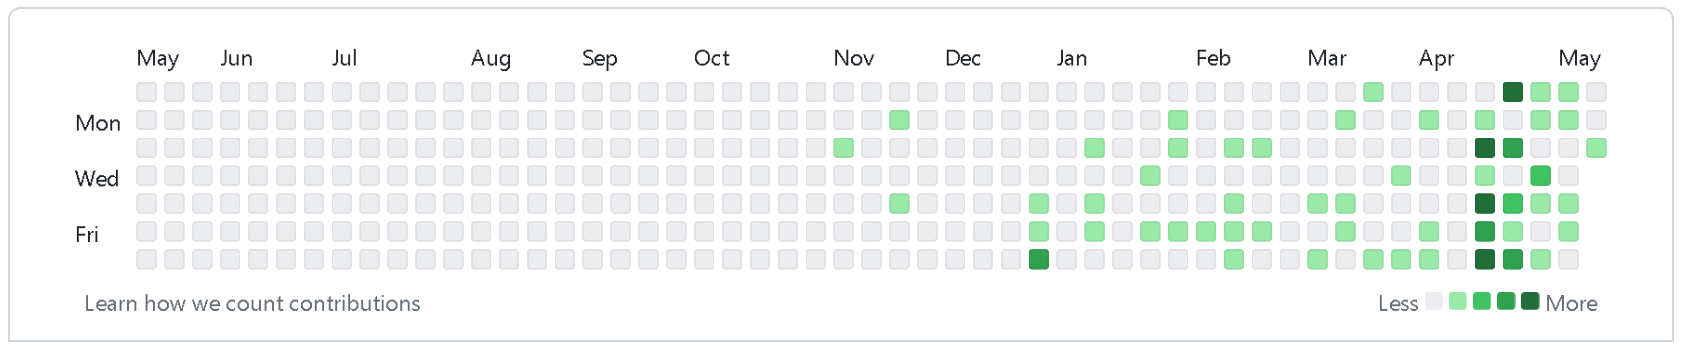 May Jun Jul Aug Sep Oct Nov Dec Jan Feb Mar Apr May
Mon
Wed
Fri
Learn how we count contributions
Less More